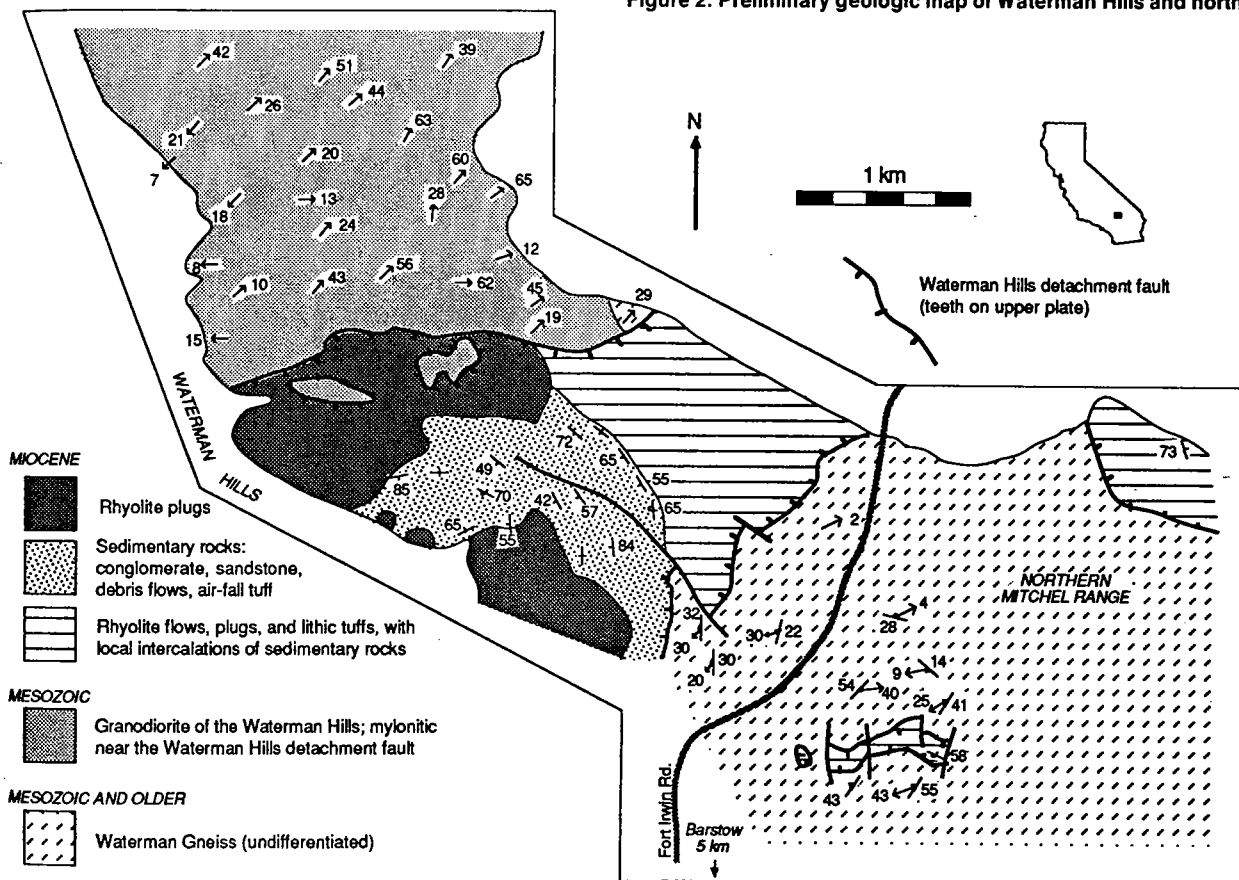 Figure 2. Preliminary geologic map of Waterman Hills and north
42
51
39
26
44
21
63
20
7
60
65
28
18
13
24
12
8
10
43
56
62
45
29
19
15
N
1 km
Waterman Hills detachment fault
(teeth on upper plate)
WATERMAN
HILLS
72
65
49
55
85
70
42
57
4
65
65
55
84
73
2
NORTHERN
MITCHEL RANGE
32
30
30
22
30
20
4
28
14
9
54
40
25
41
58
43
43
55
Fort Irwin Rd.
Barstow
5 km
MIOCENE
Rhyolite plugs
Sedimentary rocks:
conglomerate, sandstone,
debris flows, air-fall tuff
Rhyolite flows, plugs, and lithic tuffs, with
local intercalations of sedimentary rocks
MESOZOIC
Granodiorite of the Waterman Hills; mylonitic
near the Waterman Hills detachment fault
MESOZOIC AND OLDER
Waterman Gneiss (undifferentiated)